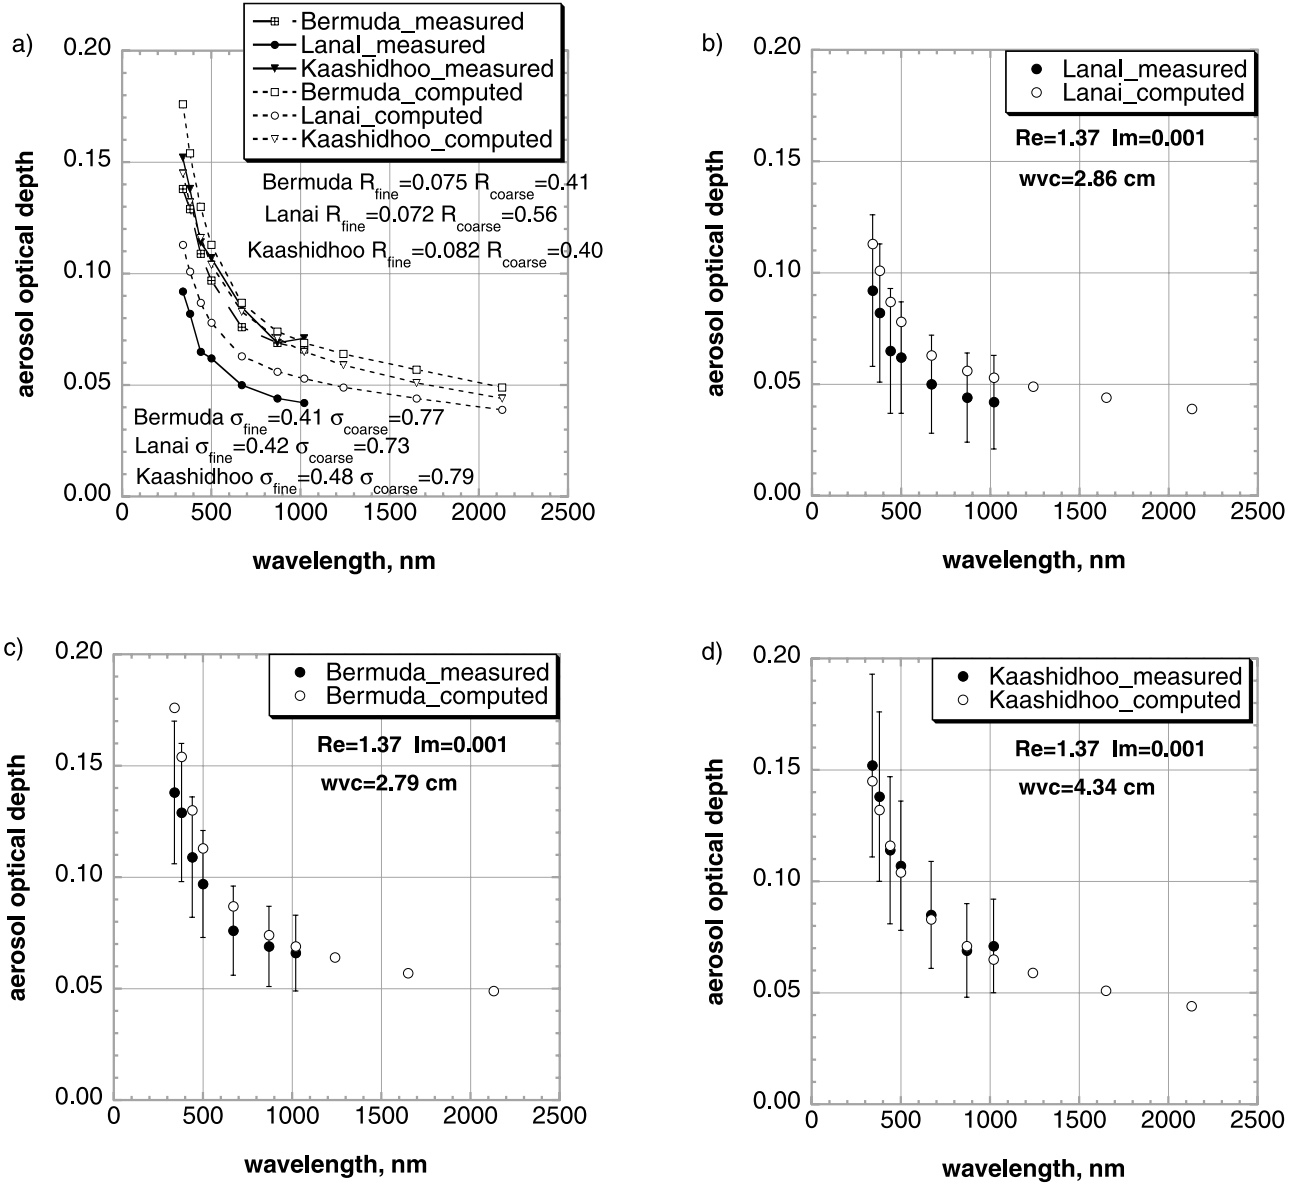 a)
Bermuda_measured
LanaI_measured
Kaashidhoo_measured
Bermuda_computed
Lanai_computed
Kaashidhoo_computed
0.20
0.15
0.10
0.05
0.00
aerosol optical depth
Bermuda Rfine=0.075 Rcoarse=0.41
Lanai Rfine=0.072 Rcoarse=0.56
Kaashidhoo Rfine=0.082 Rcoarse=0.40
Bermuda σfine=0.41 σcoarse=0.77
Lanai σfine=0.42 σcoarse=0.73
Kaashidhoo σfine=0.48 σcoarse=0.79
0 500 1000 1500 2000 2500
wavelength, nm
b)
LanaI_measured
Lanai_computed
Re=1.37 Im=0.001
wvc=2.86 cm
0.20
0.15
0.10
0.05
0.00
aerosol optical depth
0 500 1000 1500 2000 2500
wavelength, nm
c)
Bermuda_measured
Bermuda_computed
Re=1.37 Im=0.001
wvc=2.79 cm
0.20
0.15
0.10
0.05
0.00
aerosol optical depth
0 500 1000 1500 2000 2500
wavelength, nm
d)
Kaashidhoo_measured
Kaashidhoo_computed
Re=1.37 Im=0.001
wvc=4.34 cm
0.20
0.15
0.10
0.05
0.00
aerosol optical depth
0 500 1000 1500 2000 2500
wavelength, nm